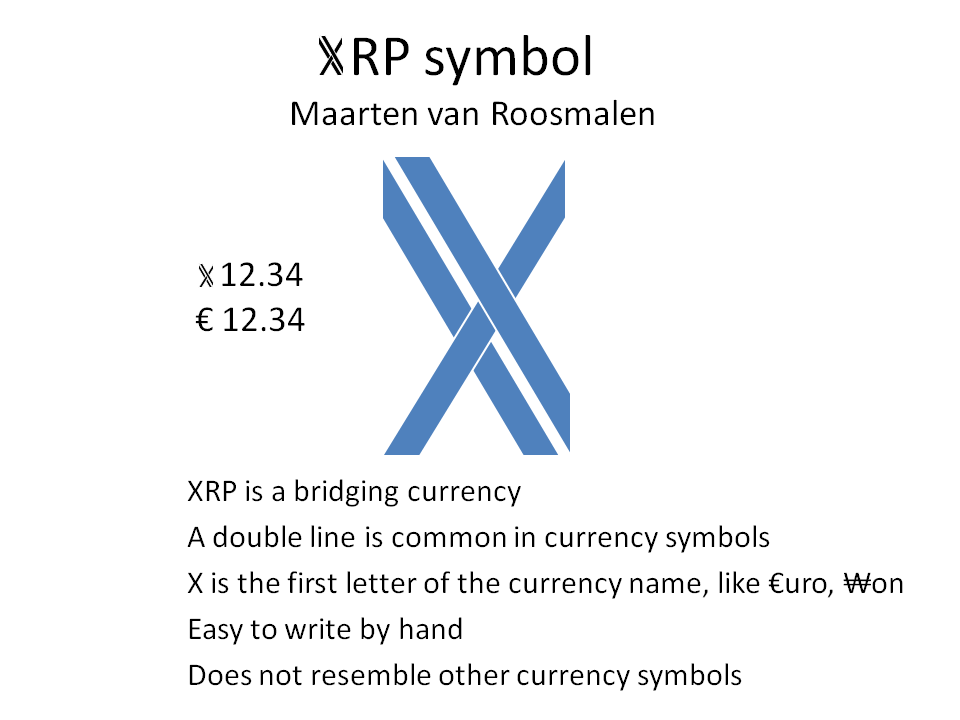 XRP symbol
Maarten van Roosmalen
X 12.34
€ 12.34
XRP is a bridging currency
A double line is common in currency symbols
X is the first letter of the currency name, like €uro, ₩on
Easy to write by hand
Does not resemble other currency symbols